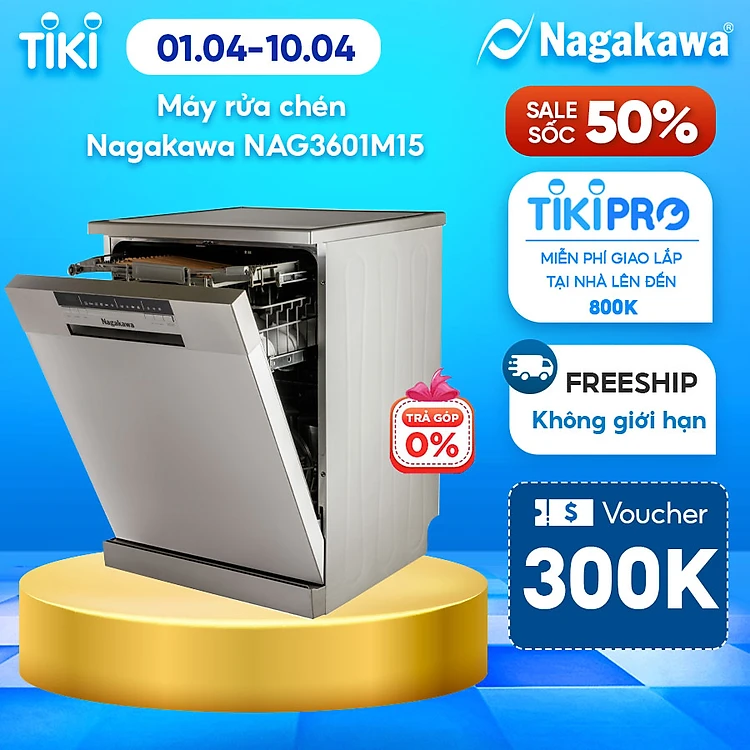 TIKI
01.04-10.04
Nagakawa®
Máy rửa chén
Nagakawa NAG3601M15
SALE
SỐC
50%
TIKIPRO
MIỄN PHÍ GIAO LẮP
TẠI NHÀ LÊN ĐẾN
800K
Nagakawa
FREESHIP
Không giới hạn
TRẢ GÓP
0%
$ Voucher
300K